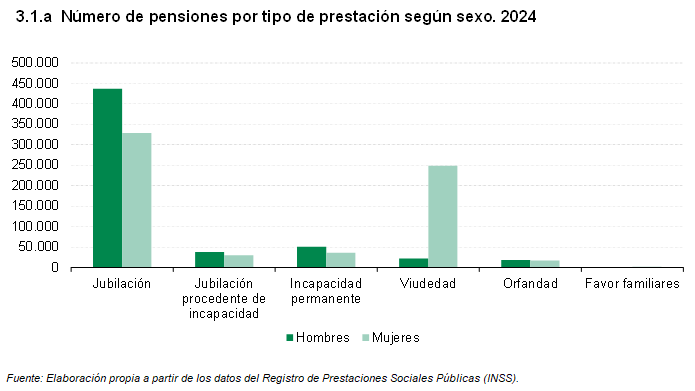 3.1.a  Número de pensiones por tipo de prestación según sexo. 2024
500.000
450.000
400.000
350.000
300.000
250.000
200.000
150.000
100.000
50.000
0
Jubilación
Jubilación
procedente de
incapacidad
Incapacidad
permanente
Viudedad
Orfandad
Favor familiares
Hombres
Mujeres
Fuente: Elaboración propia a partir de los datos del Registro de Prestaciones Sociales Públicas (INSS).